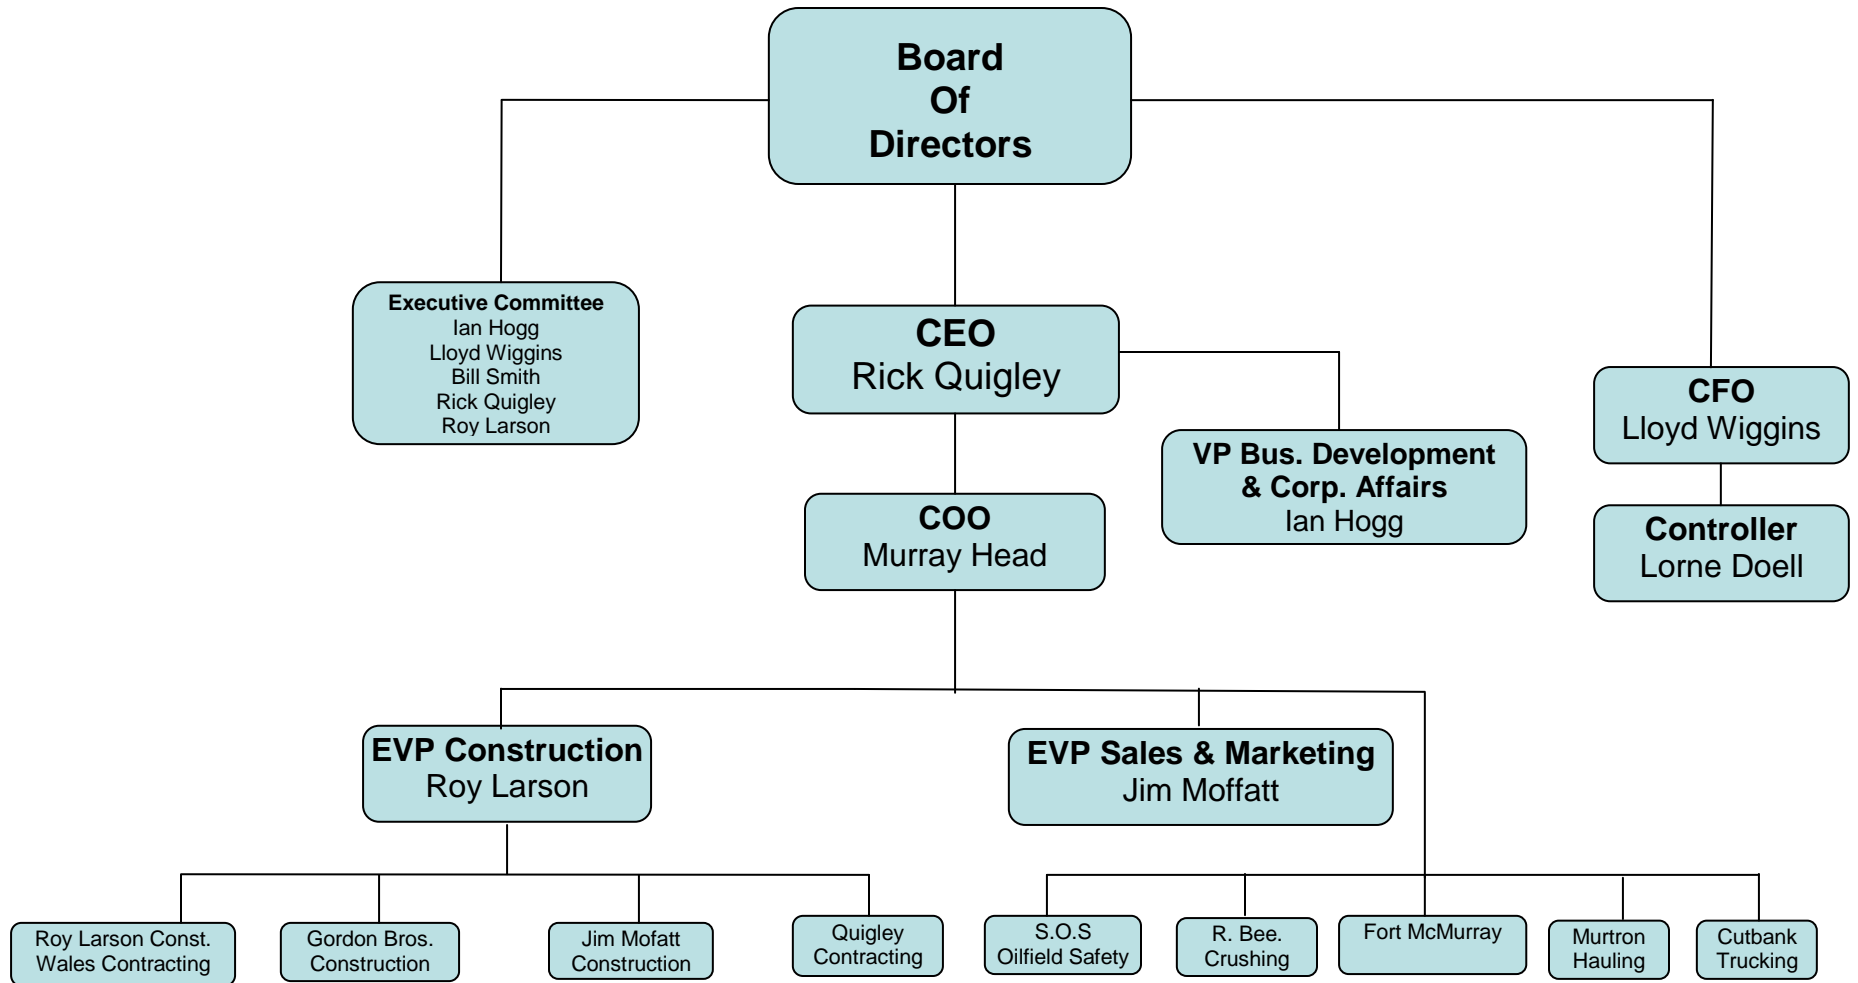 Board
Of
Directors
Executive Committee
Ian Hogg
Lloyd Wiggins
Bill Smith
Rick Quigley
Roy Larson
CEO
Rick Quigley
CFO
Lloyd Wiggins
VP Bus. Development
& Corp. Affairs
Ian Hogg
COO
Murray Head
Controller
Lorne Doell
EVP Construction
Roy Larson
EVP Sales & Marketing
Jim Moffatt
Roy Larson Const.
Wales Contracting
Gordon Bros.
Construction
Jim Mofatt
Construction
Quigley
Contracting
S.O.S
Oilfield Safety
R. Bee.
Crushing
Fort McMurray
Murtron
Hauling
Cutbank
Trucking